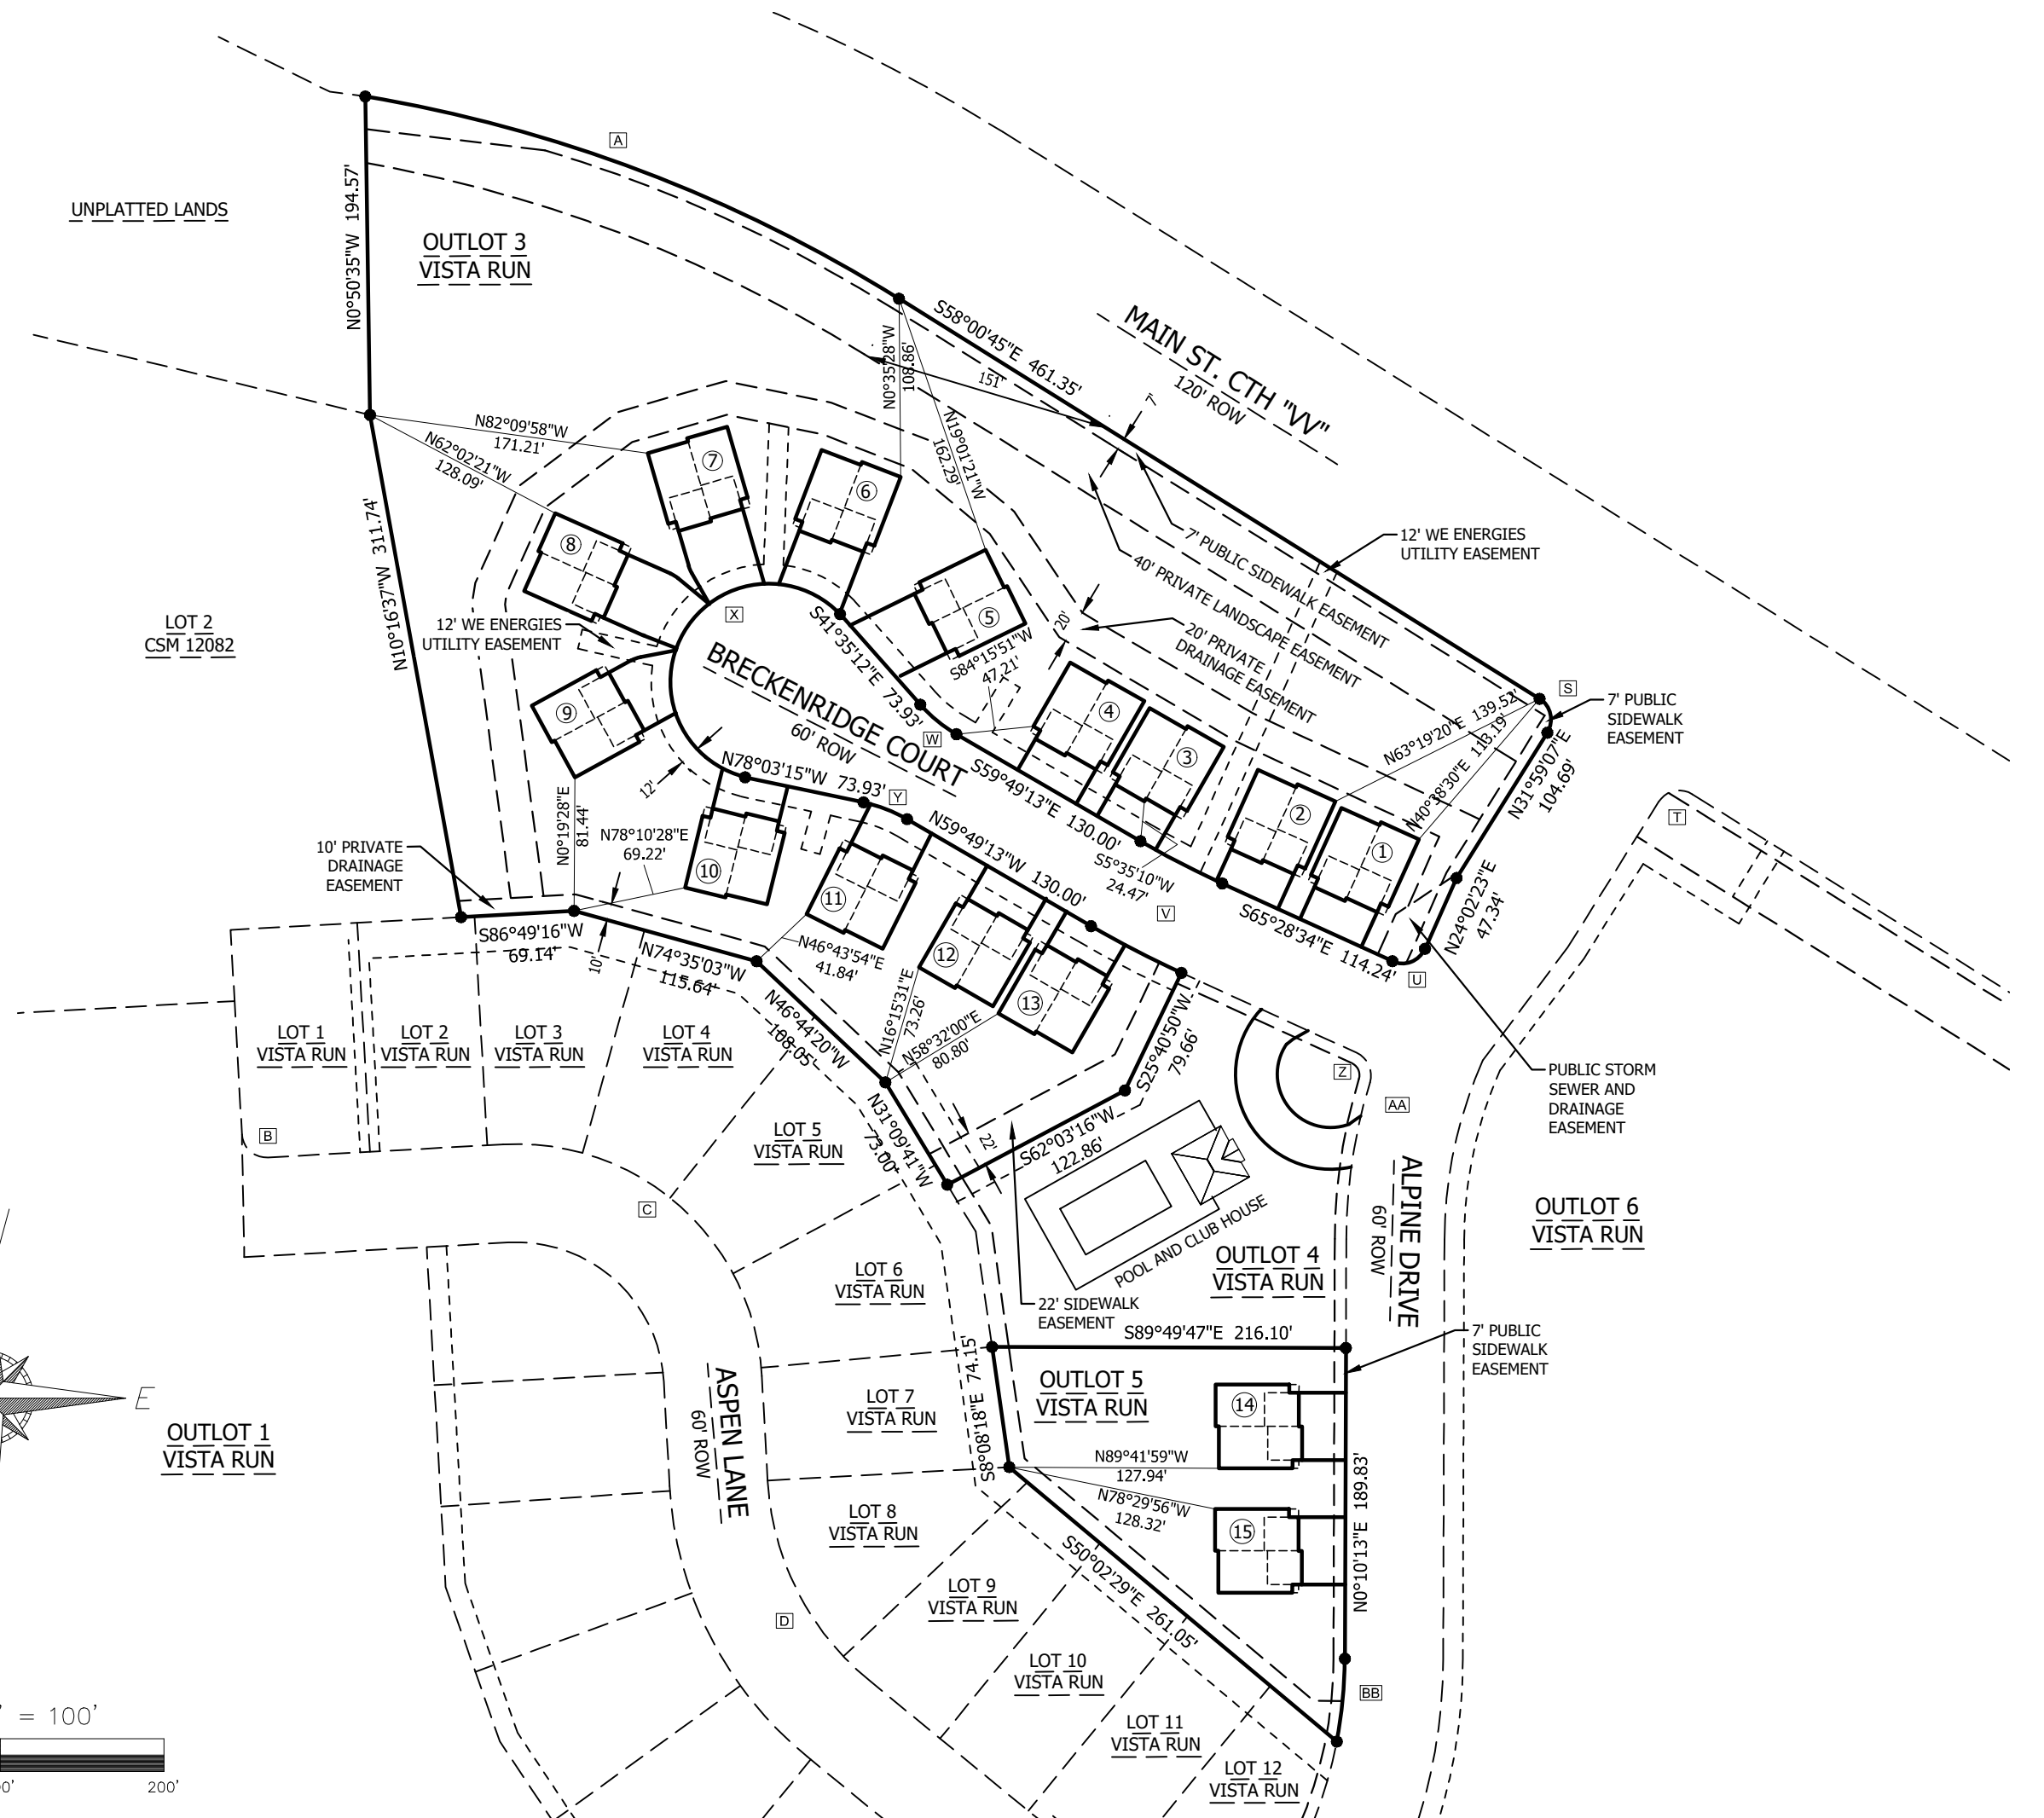 A
UNPLATTED LANDS
N0°50'35"W 194.57'
OUTLOT 3
VISTA RUN
S58°00'45"E 461.35'
MAIN ST. CTH "VV"
120' ROW
N0°35'28"W
108.86'
151'
7'
N19°01'21"W
162.29'
N82°09'58"W
171.21'
N62°02'21"W
128.09'
7
6
8
5
12' WE ENERGIES
UTILITY EASEMENT
7' PUBLIC SIDEWALK EASEMENT
40' PRIVATE LANDSCAPE EASEMENT
20' PRIVATE
DRAINAGE EASEMENT
20'
N10°16'37"W 311.74'
LOT 2
CSM 12082
12' WE ENERGIES
UTILITY EASEMENT
X
S41°35'12"E 73.93'
S84°15'51"W
47.21'
BRECKENRIDGE COURT
60' ROW
9
4
3
W
S
N63°19'20"E 139.52'
N40°38'30"E 113.19'
7' PUBLIC
SIDEWALK
EASEMENT
N31°59'07"E
104.69'
12'
N78°03'15"W 73.93'
Y
S59°49'13"E 130.00'
2
1
T
N0°19'28"E
81.44'
N78°10'28"E
69.22'
10
11
N59°49'13"W 130.00'
S5°35'10"W
24.47'
V
S65°28'34"E 114.24'
N24°02'23"E
47.34'
U
10' PRIVATE
DRAINAGE
EASEMENT
S86°49'16"W
69.14'
10'
N74°35'03"W
115.64'
N46°43'54"E
41.84'
12
13
N46°44'20"W
108.05'
N16°15'31"E
73.26'
N58°32'00"E
80.80'
S25°40'50"W
79.66'
LOT 1
VISTA RUN
LOT 2
VISTA RUN
LOT 3
VISTA RUN
LOT 4
VISTA RUN
Z
AA
PUBLIC STORM
SEWER AND
DRAINAGE
EASEMENT
B
LOT 5
VISTA RUN
N31°09'41"W
73.00'
22'
S62°03'16"W
122.86'
C
POOL AND CLUB HOUSE
ALPINE DRIVE
60' ROW
OUTLOT 6
VISTA RUN
OUTLOT 4
VISTA RUN
LOT 6
VISTA RUN
22' SIDEWALK
EASEMENT
S89°49'47"E 216.10'
7' PUBLIC
SIDEWALK
EASEMENT
S8°08'18"E 74.15'
OUTLOT 5
VISTA RUN
14
E
OUTLOT 1
VISTA RUN
ASPEN LANE
60' ROW
LOT 7
VISTA RUN
N89°41'59"W
127.94'
N78°29'56"W
128.32'
15
N0°10'13"E 189.83'
LOT 8
VISTA RUN
S50°02'29"E 261.05'
LOT 9
VISTA RUN
D
LOT 10
VISTA RUN
BB
LOT 11
VISTA RUN
LOT 12
VISTA RUN
= 100'
200'